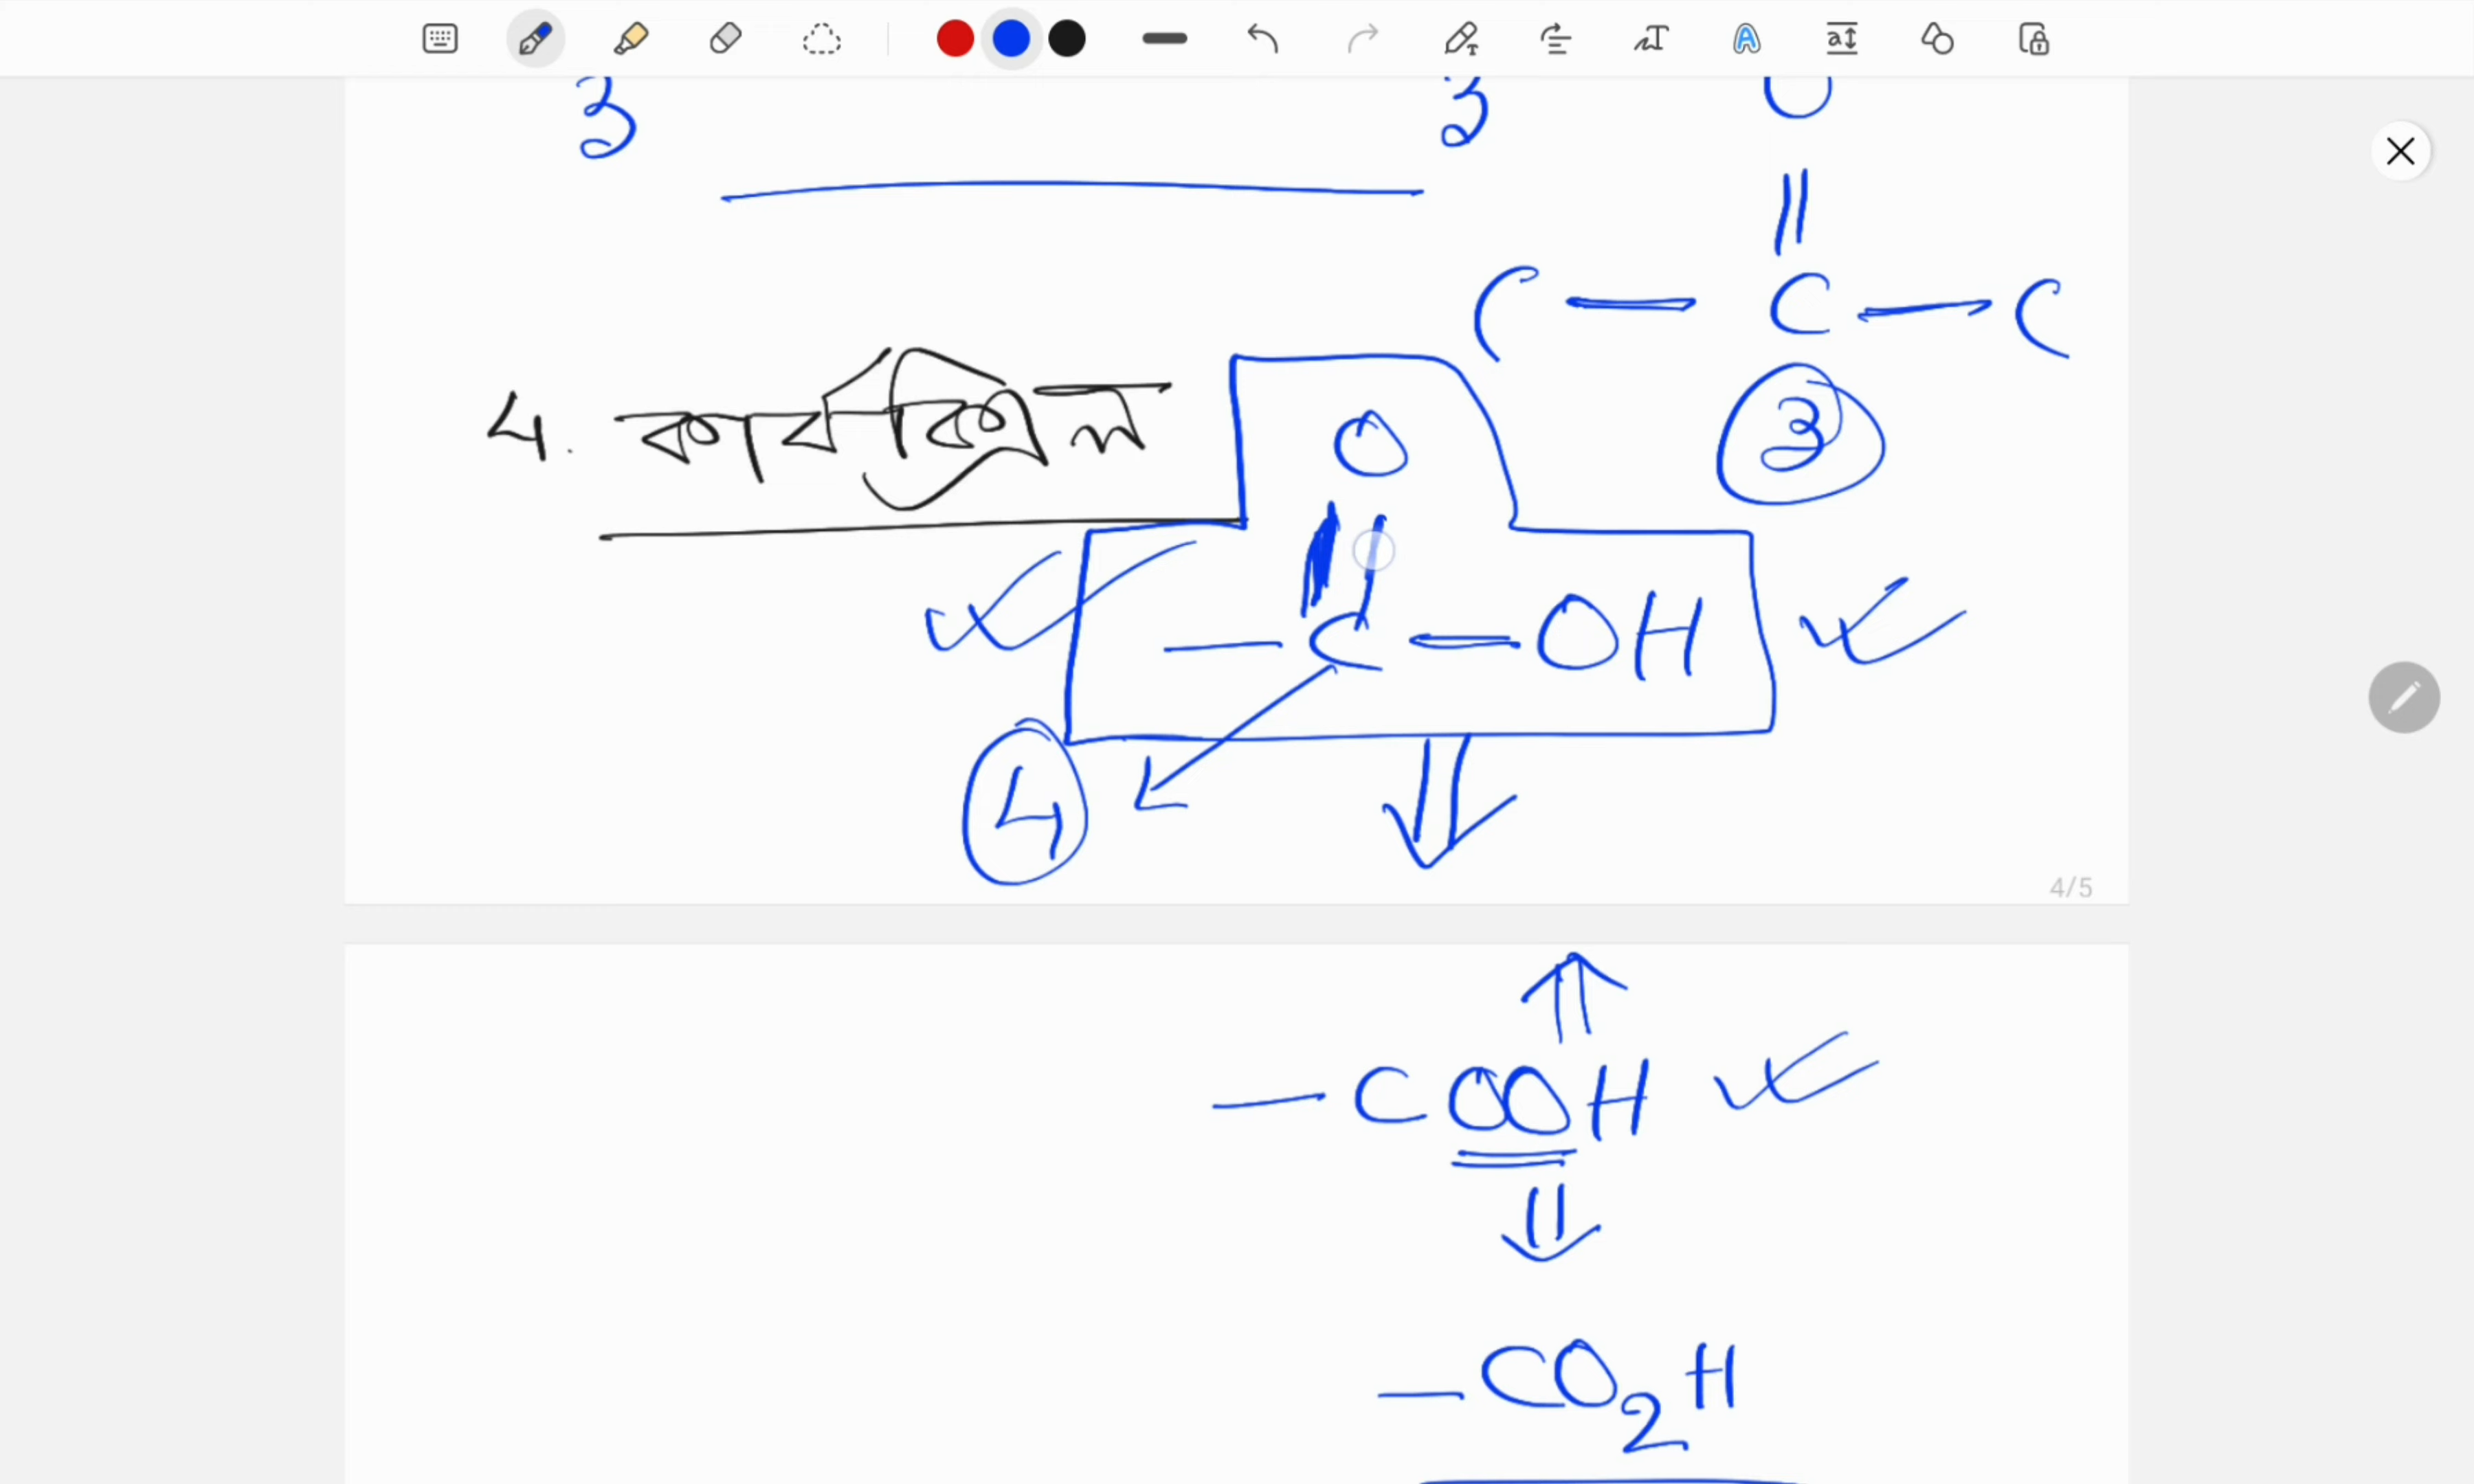 3 3 O
||
C — C — C
4. কার্বক্সিল
O
3
||
— C — OH
4
4/5
— COOH
— CO₂H